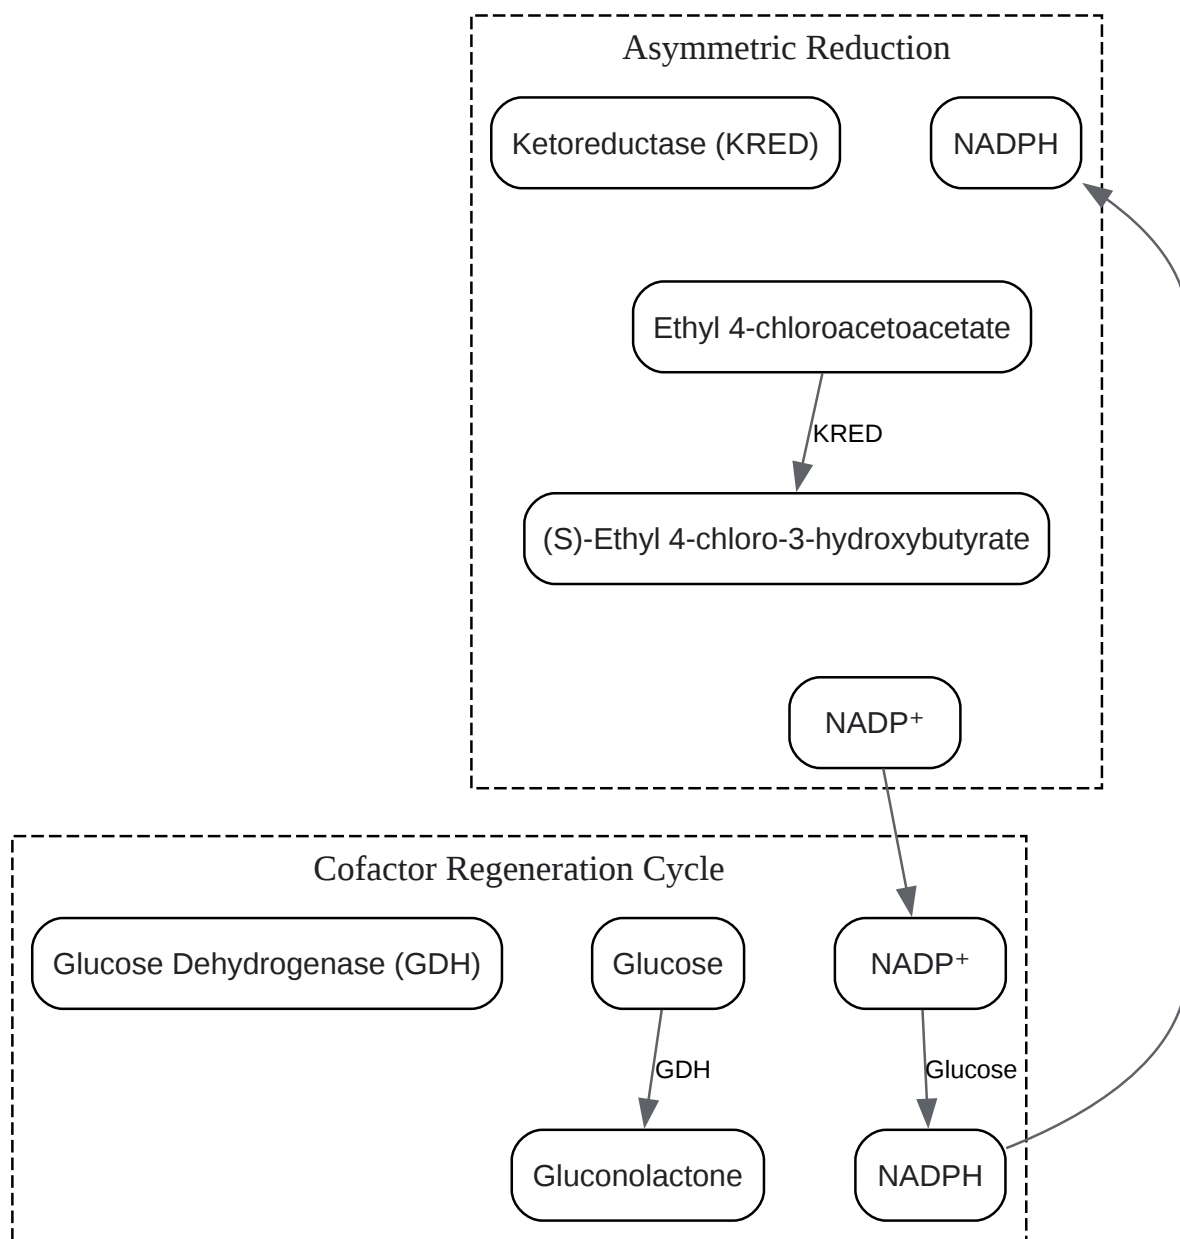 Asymmetric Reduction
Ketoreductase (KRED)
NADPH
Ethyl 4-chloroacetoacetate
KRED
(S)-Ethyl 4-chloro-3-hydroxybutyrate
NADP⁺
Cofactor Regeneration Cycle
Glucose Dehydrogenase (GDH)
Glucose
NADP⁺
GDH
Glucose
Gluconolactone
NADPH